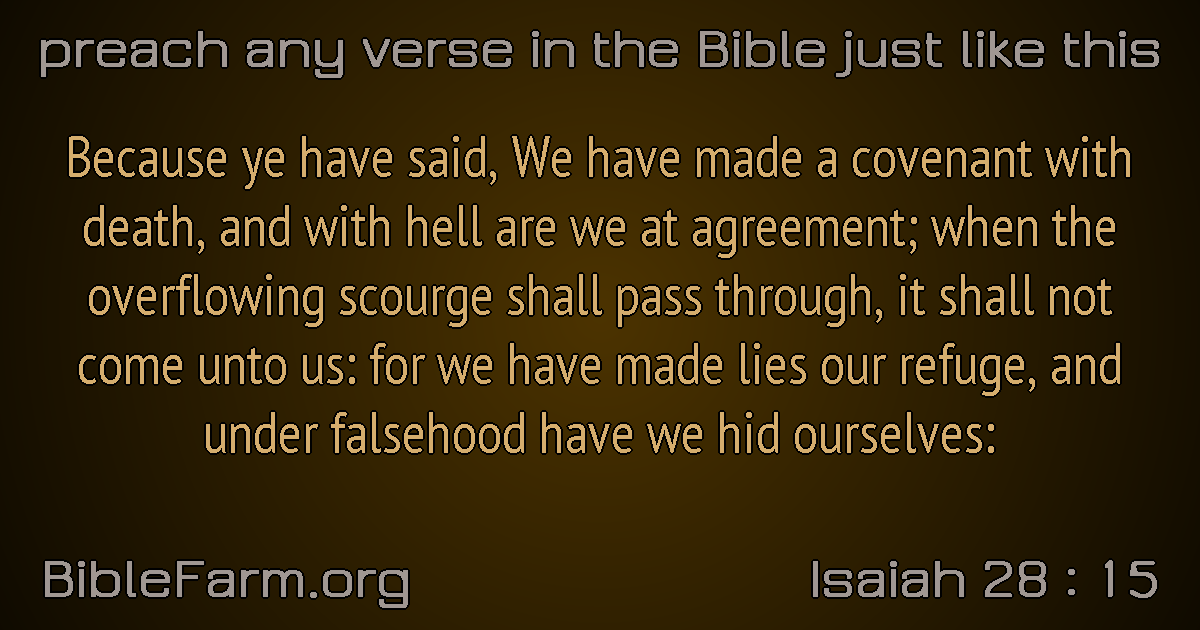 preach any verse in the Bible just like this
Because ye have said, We have made a covenant with
death, and with hell are we at agreement; when the
overflowing scourge shall pass through, it shall not
come unto us: for we have made lies our refuge, and
under falsehood have we hid ourselves:
BibleFarm.org
Isaiah 28 : 15